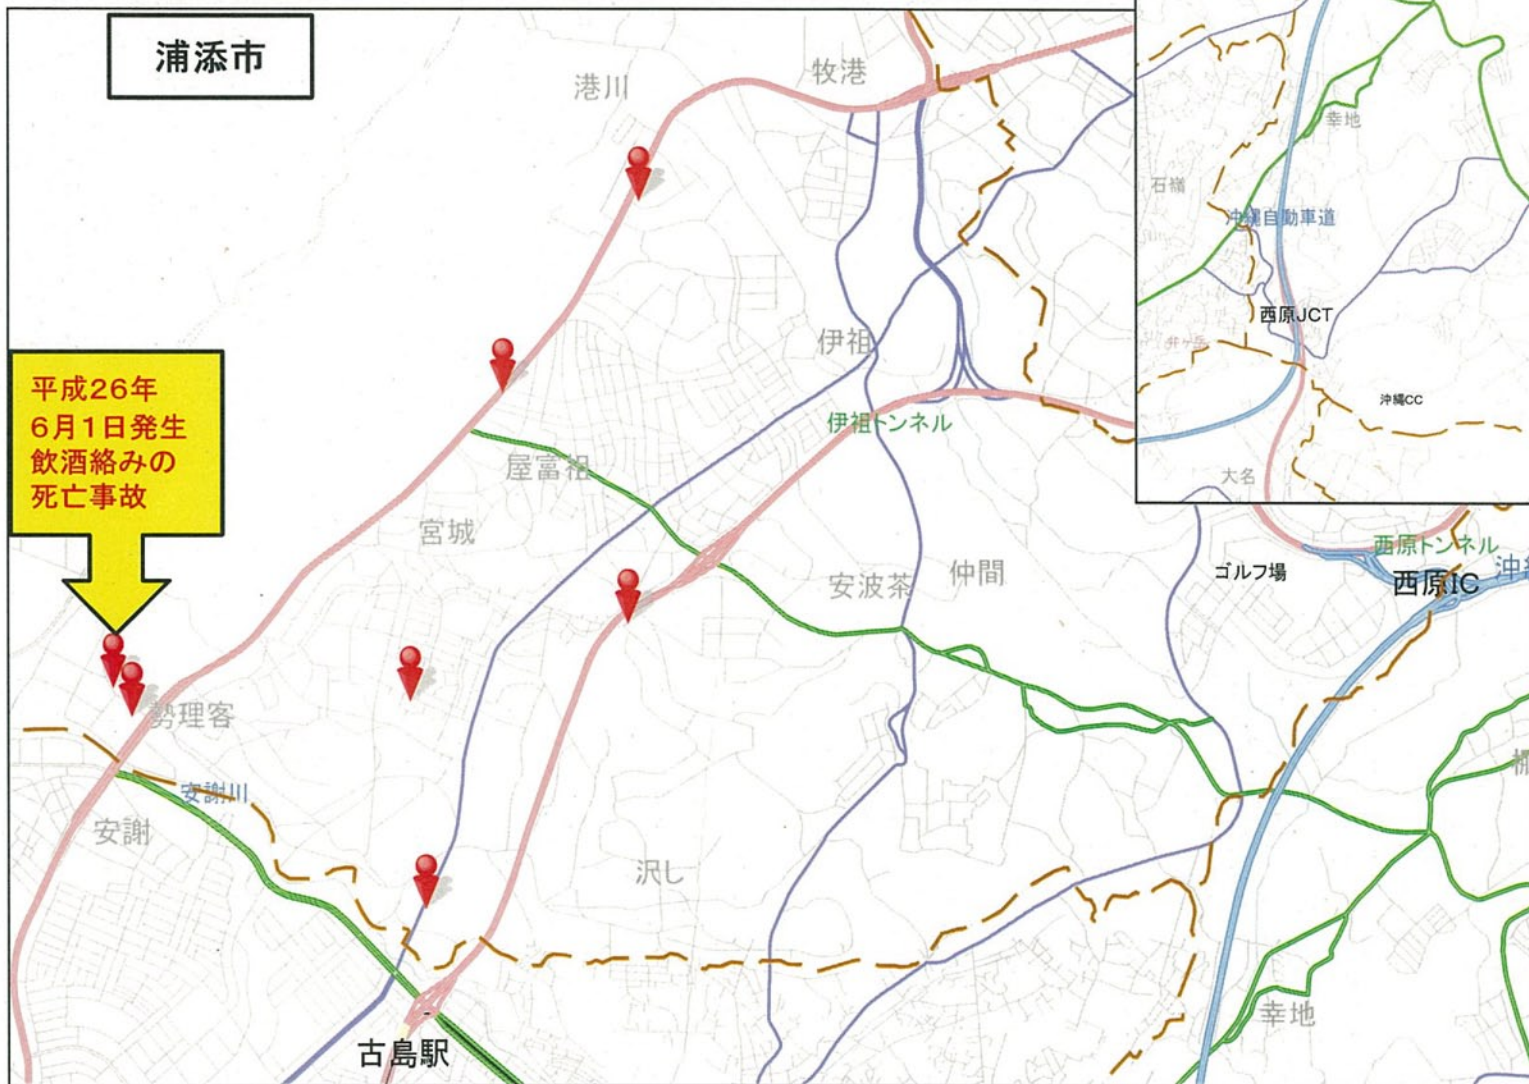 浦添市
港川
牧港
幸地
石嶺
沖縄自動車道
西原JCT
弁ヶ岳
沖縄CC
大名
平成26年
6月1日発生
飲酒絡みの
死亡事故
伊祖
伊祖トンネル
屋富祖
宮城
安波茶
仲間
ゴルフ場
西原トンネル
西原IC
沖縄
勢理客
安謝川
安謝
沢し
幸地
古島駅